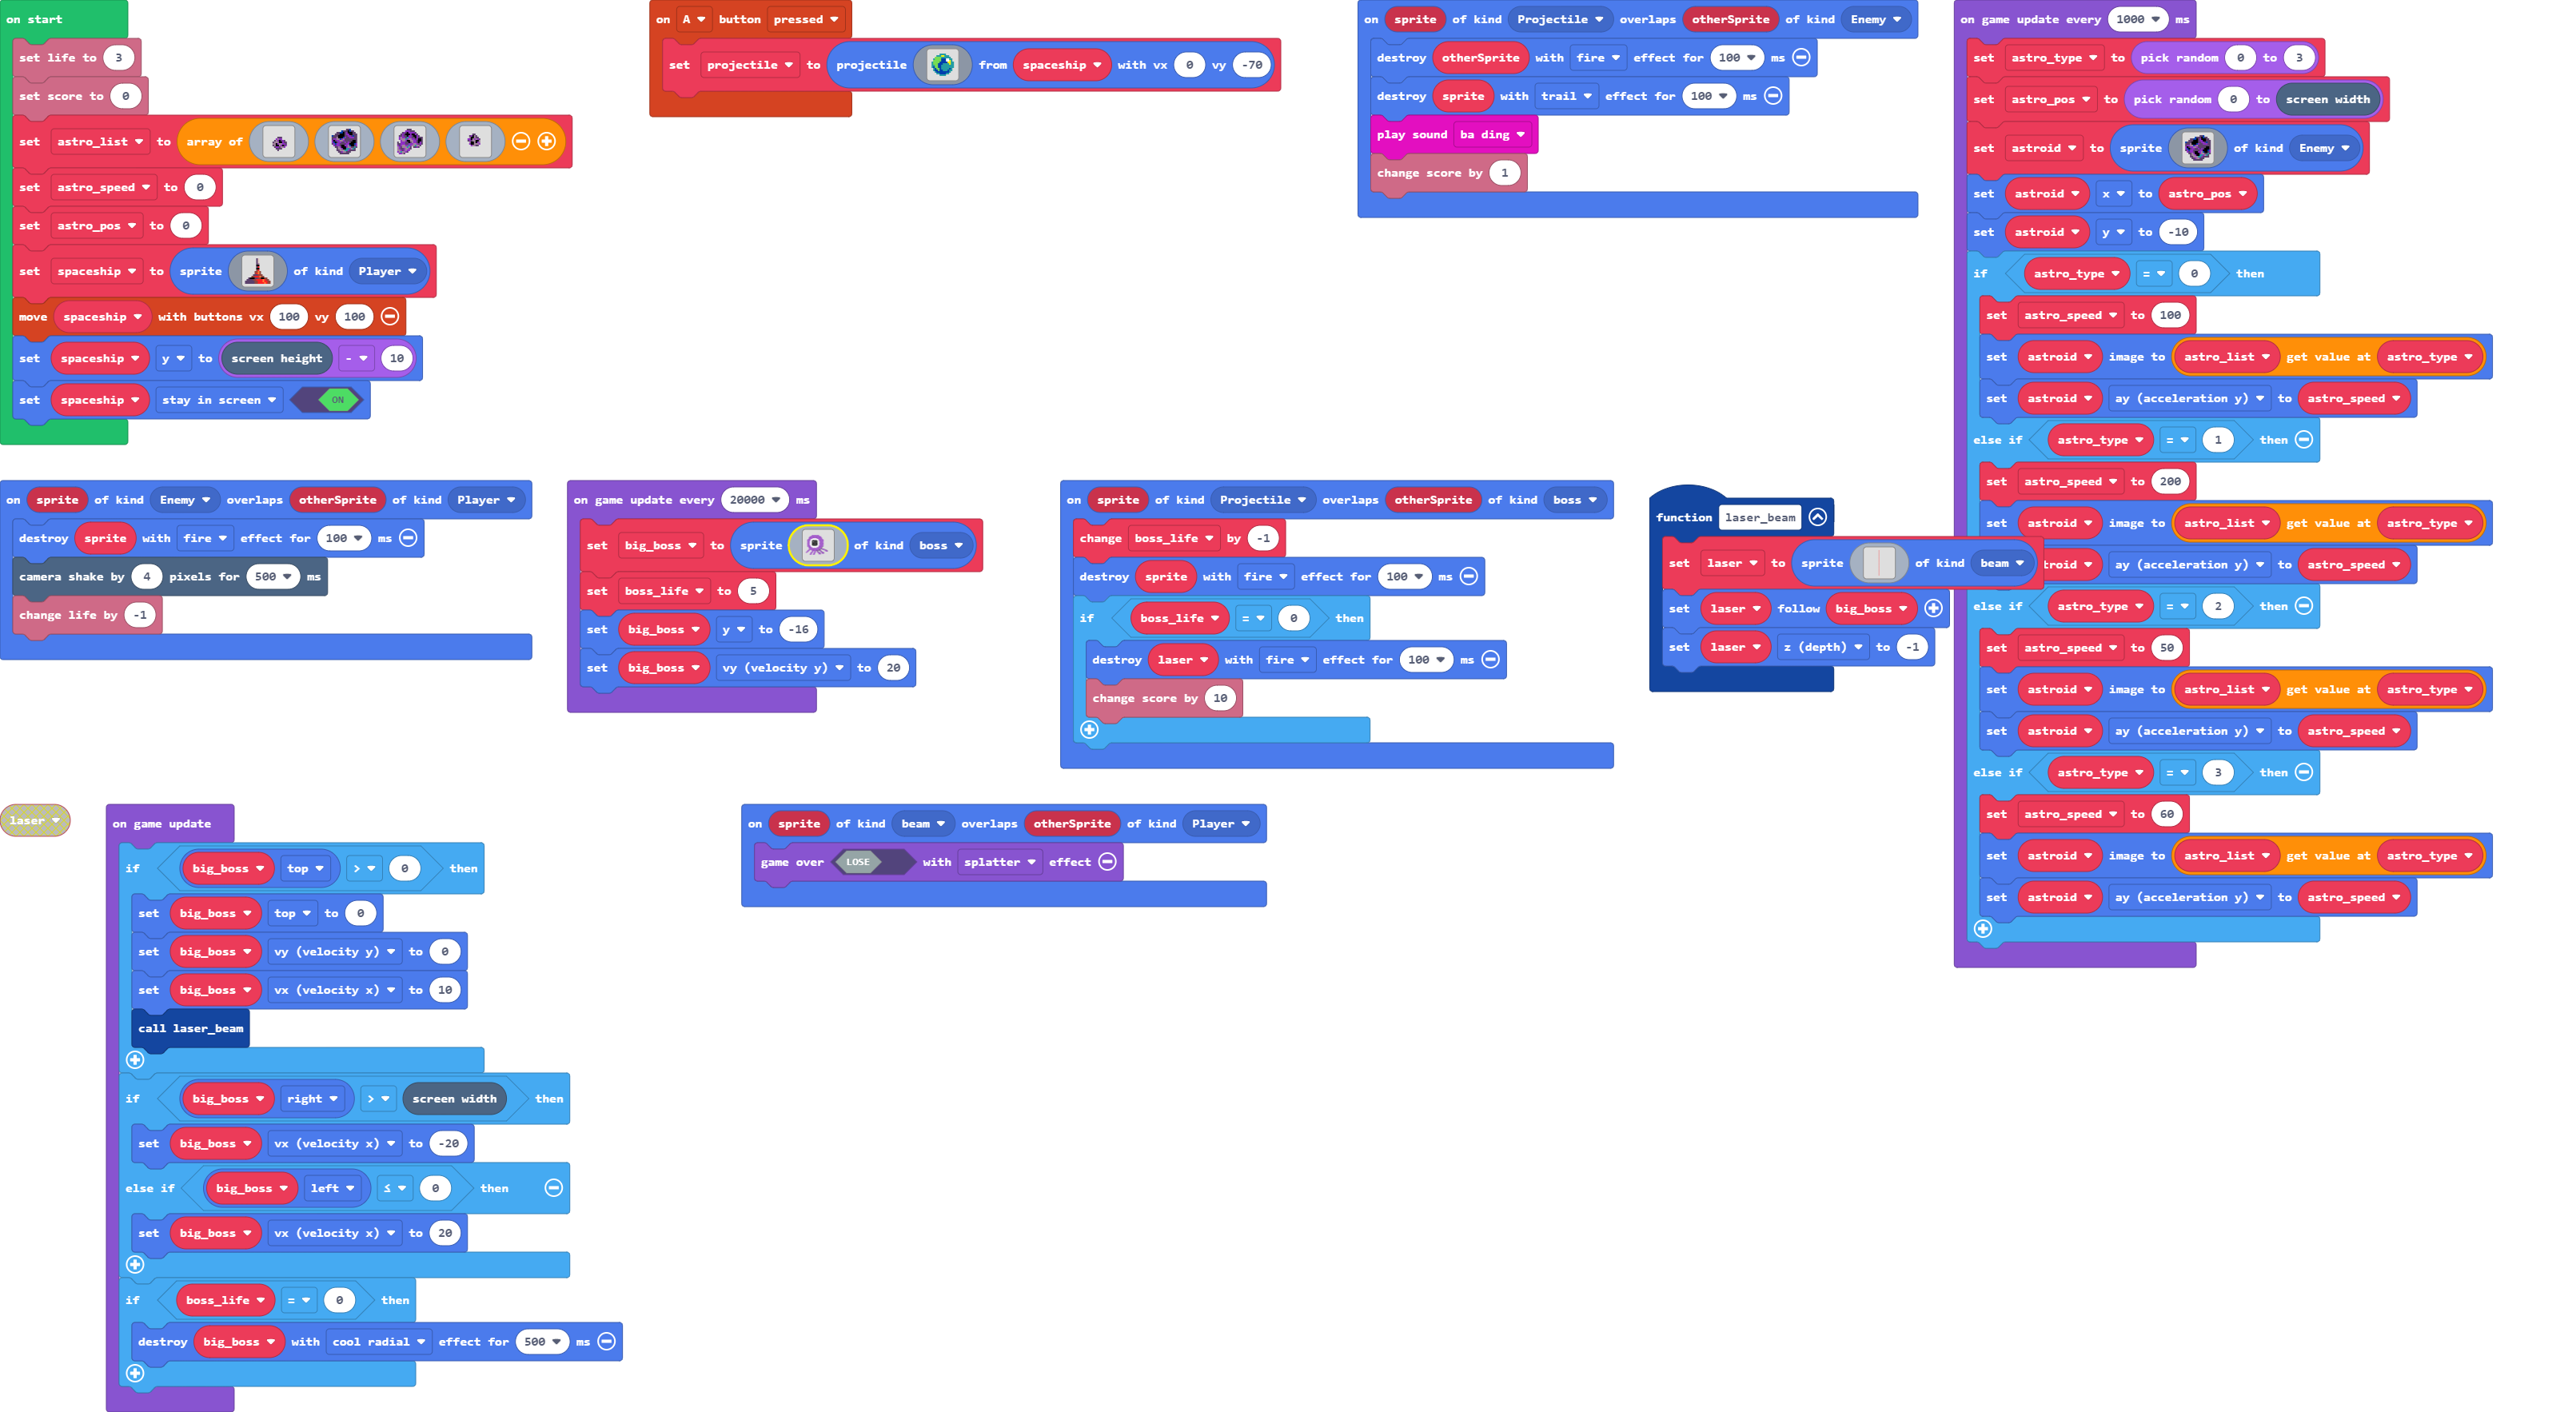 on start
set life to 3
set score to 0
set astro_list to array of
set astro_speed to 0
set astro_pos to 0
set spaceship to sprite of kind Player
move spaceship with buttons vx 100 vy 100
set spaceship y to screen height - 10
set spaceship stay in screen ON
on A button pressed
set projectile to projectile from spaceship with vx 0 vy -70
on sprite of kind Projectile overlaps otherSprite of kind Enemy
destroy otherSprite with fire effect for 100 ms
destroy sprite with trail effect for 100 ms
play sound ba ding
change score by 1
on game update every 1000 ms
set astro_type to pick random 0 to 3
set astro_pos to pick random 0 to screen width
set astroid to sprite of kind Enemy
set astroid x to astro_pos
set astroid y to -10
if astro_type = 0 then
set astro_speed to 100
set astroid image to astro_list get value at astro_type
set astroid ay (acceleration y) to astro_speed
else if astro_type = 1 then
set astro_speed to 200
set astroid image to astro_list get value at astro_type
troid ay (acceleration y) to astro_speed
else if astro_type = 2 then
set astro_speed to 50
set astroid image to astro_list get value at astro_type
set astroid ay (acceleration y) to astro_speed
else if astro_type = 3 then
set astro_speed to 60
set astroid image to astro_list get value at astro_type
set astroid ay (acceleration y) to astro_speed
on sprite of kind Enemy overlaps otherSprite of kind Player
destroy sprite with fire effect for 100 ms
camera shake by 4 pixels for 500 ms
change life by -1
on game update every 20000 ms
set big_boss to sprite of kind boss
set boss_life to 5
set big_boss y to -16
set big_boss vy (velocity y) to 20
on sprite of kind Projectile overlaps otherSprite of kind boss
change boss_life by -1
destroy sprite with fire effect for 100 ms
if boss_life = 0 then
destroy laser with fire effect for 100 ms
change score by 10
function laser_beam
set laser to sprite of kind beam
set laser follow big_boss
set laser z (depth) to -1
laser
on game update
if big_boss top > 0 then
set big_boss top to 0
set big_boss vy (velocity y) to 0
set big_boss vx (velocity x) to 10
call laser_beam
if big_boss right > screen width then
set big_boss vx (velocity x) to -20
else if big_boss left ≤ 0 then
set big_boss vx (velocity x) to 20
if boss_life = 0 then
destroy big_boss with cool radial effect for 500 ms
on sprite of kind beam overlaps otherSprite of kind Player
game over LOSE with splatter effect